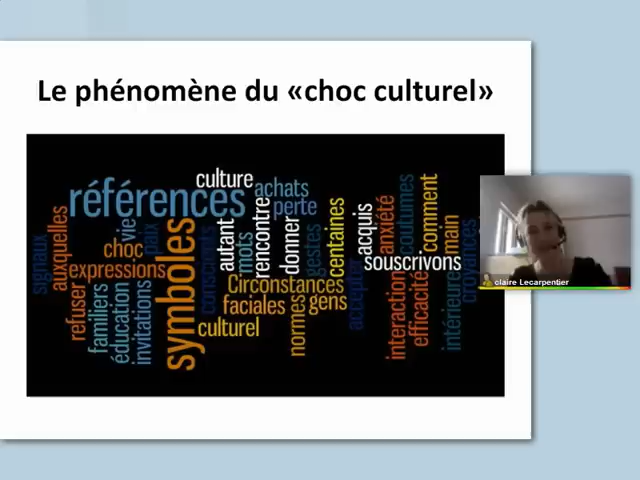 Le phénomène du «choc culturel»
culture
références
achats
perte
signaux
auxquelles
vie
paix
choc
expressions
symboles
conscients
autant
mots
rencontre
donner
gestes
centaines
acquis
anxiété
coutumes
comment
main
souscrivons
refuser
familiers
éducation
invitations
Circonstances
faciales
gens
culturel
normes
accepter
interaction
efficacité
intérieures
croyances
claire Lecarpentier